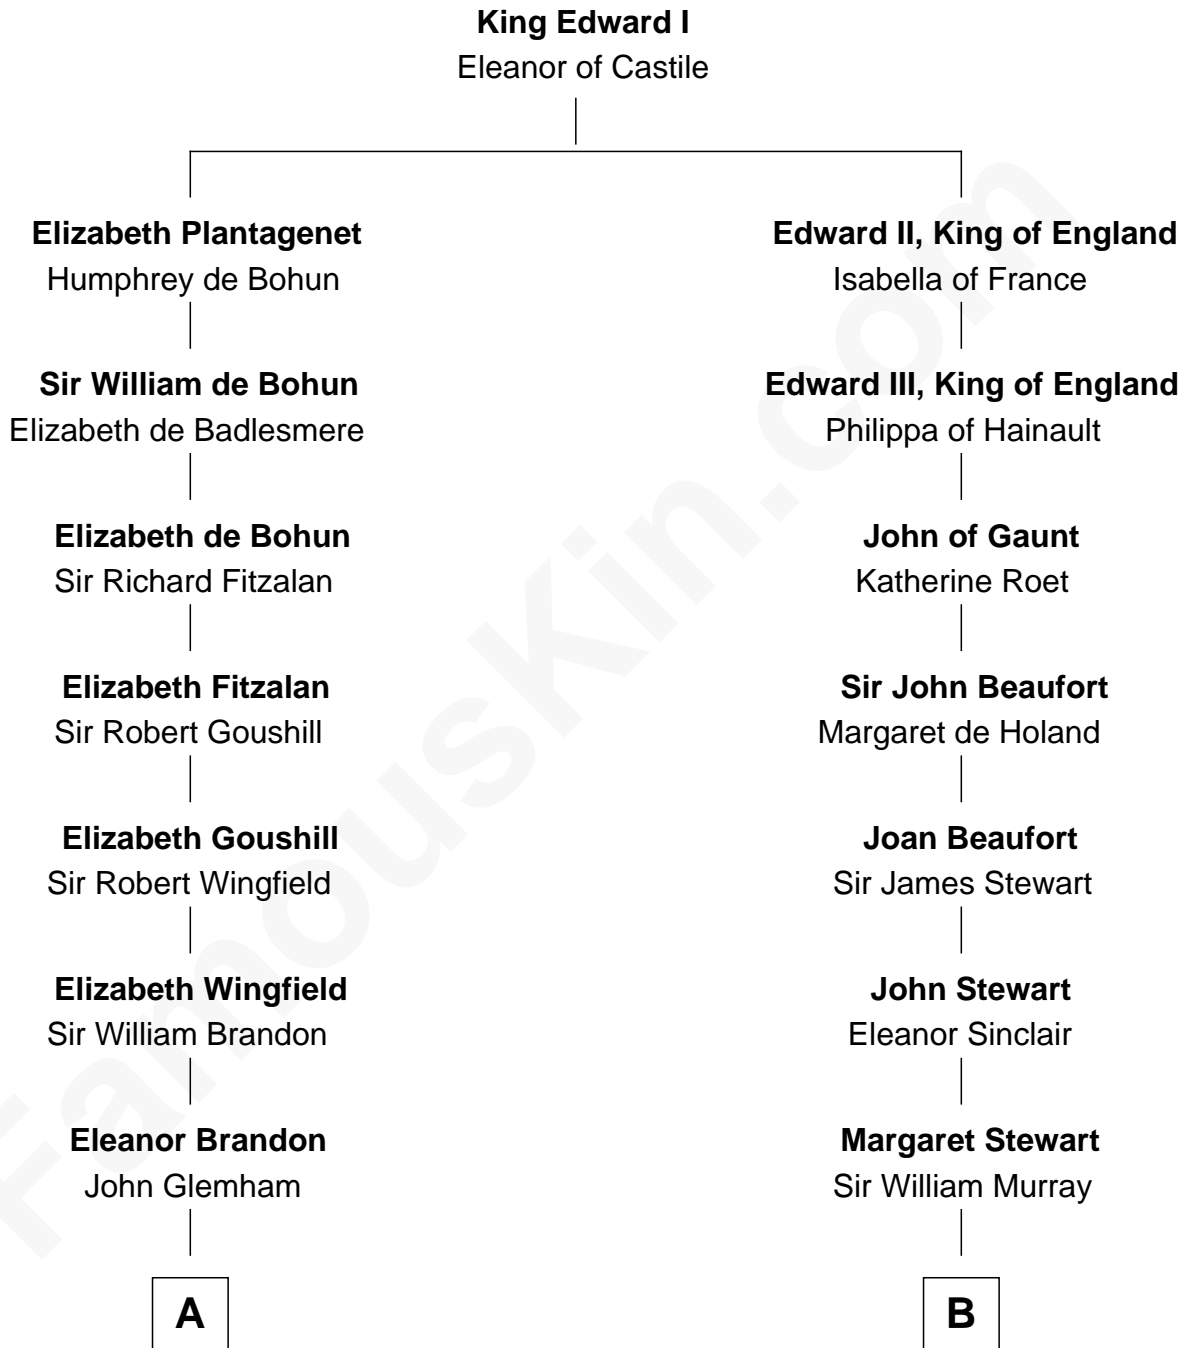 King Edward I
Eleanor of Castile
Elizabeth Plantagenet
Humphrey de Bohun
Sir William de Bohun
Elizabeth de Badlesmere
Elizabeth de Bohun
Sir Richard Fitzalan
Elizabeth Fitzalan
Sir Robert Goushill
Elizabeth Goushill
Sir Robert Wingfield
Elizabeth Wingfield
Sir William Brandon
Eleanor Brandon
John Glemham
A
Edward II, King of England
Isabella of France
Edward III, King of England
Philippa of Hainault
John of Gaunt
Katherine Roet
Sir John Beaufort
Margaret de Holand
Joan Beaufort
Sir James Stewart
John Stewart
Eleanor Sinclair
Margaret Stewart
Sir William Murray
B
FamousKin.com